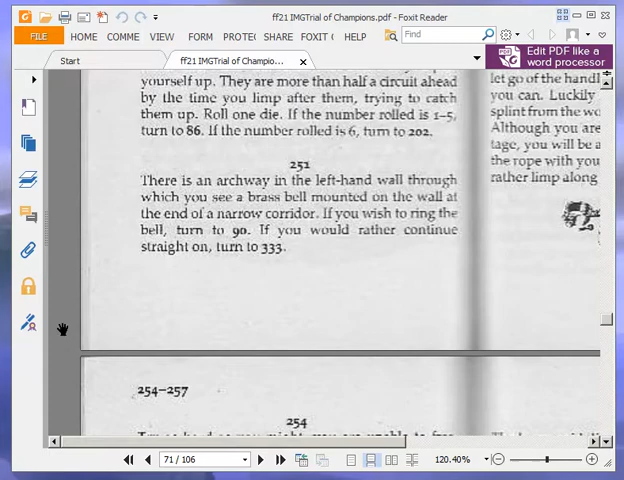 ff21 IMGTrial of Champions.pdf - Foxit Reader
FILE HOME COMME FORM PROTEC SHARE FOXIT C HELP Find
Start ff21 IMGTrial of Champio...
Edit PDF like a
word processor
yourself up. They are more than half a circuit ahead
by the time you limp after them, trying to catch
them up. Roll one die. If the number rolled is 1–5,
turn to 86. If the number rolled is 6, turn to 202.
251
There is an archway in the left-hand wall through
which you see a brass bell mounted on the wall at
the end of a narrow corridor. If you wish to ring the
bell, turn to 90. If you would rather continue
straight on, turn to 333.
let go of the handl
you can. Luckily
splint from the wo
Although you are
tage, you will be a
the rope with you
rather limp along
254–257
254
71 / 106
120.40%